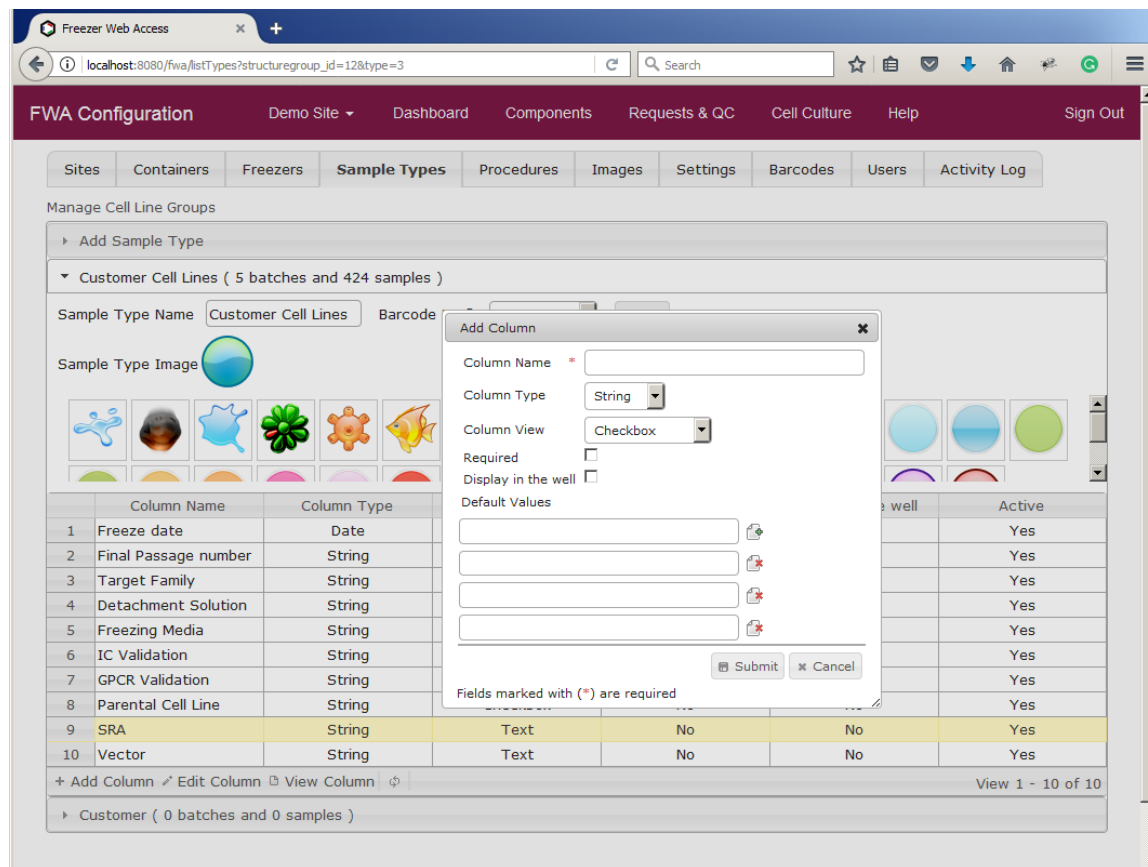 Freezer Web Access
localhost:8080/fwa/listTypes?structuregroup_id=12&type=3
Search
FWA Configuration Demo Site Dashboard Components Requests & QC Cell Culture Help Sign Out
Sites Containers Freezers Sample Types Procedures Images Settings Barcodes Users Activity Log
Manage Cell Line Groups
Add Sample Type
Customer Cell Lines ( 5 batches and 424 samples )
Sample Type Name Customer Cell Lines Barcode
Sample Type Image
Add Column
Column Name *
Column Type String
Column View Checkbox
Required
Display in the well
Default Values
Submit Cancel
Fields marked with (*) are required
Column Name Column Type well Active
1 Freeze date Date Yes
2 Final Passage number String Yes
3 Target Family String Yes
4 Detachment Solution String Yes
5 Freezing Media String Yes
6 IC Validation String Yes
7 GPCR Validation String Yes
8 Parental Cell Line String Yes
9 SRA String Text No No Yes
10 Vector String Text No No Yes
+ Add Column Edit Column View Column View 1 - 10 of 10
Customer ( 0 batches and 0 samples )